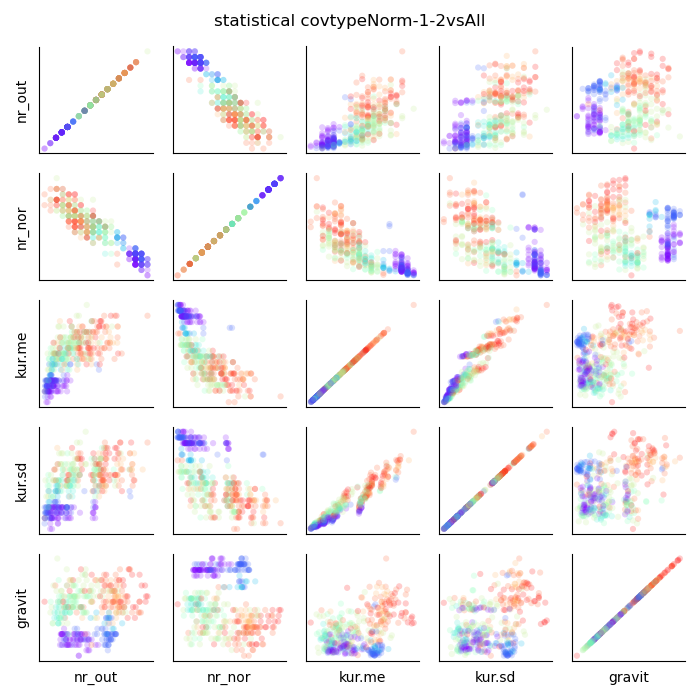 statistical covtypeNorm-1-2vsAll
nr_out
nr_nor
kur.me
kur.sd
gravit
nr_out nr_nor kur.me kur.sd gravit